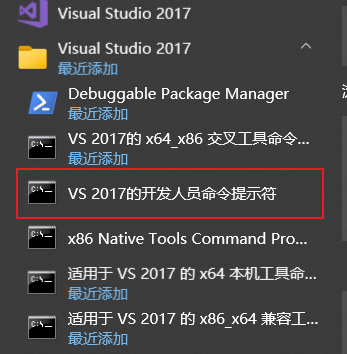 Visual Studio 2017
Visual Studio 2017
最近添加
Debuggable Package Manager
最近添加
VS 2017的 x64_x86 交叉工具命令...
最近添加
VS 2017的开发人员命令提示符
x86 Native Tools Command Pro...
适用于 VS 2017 的 x64 本机工具命...
最近添加
适用于 VS 2017 的 x86_x64 兼容工...
最近添加